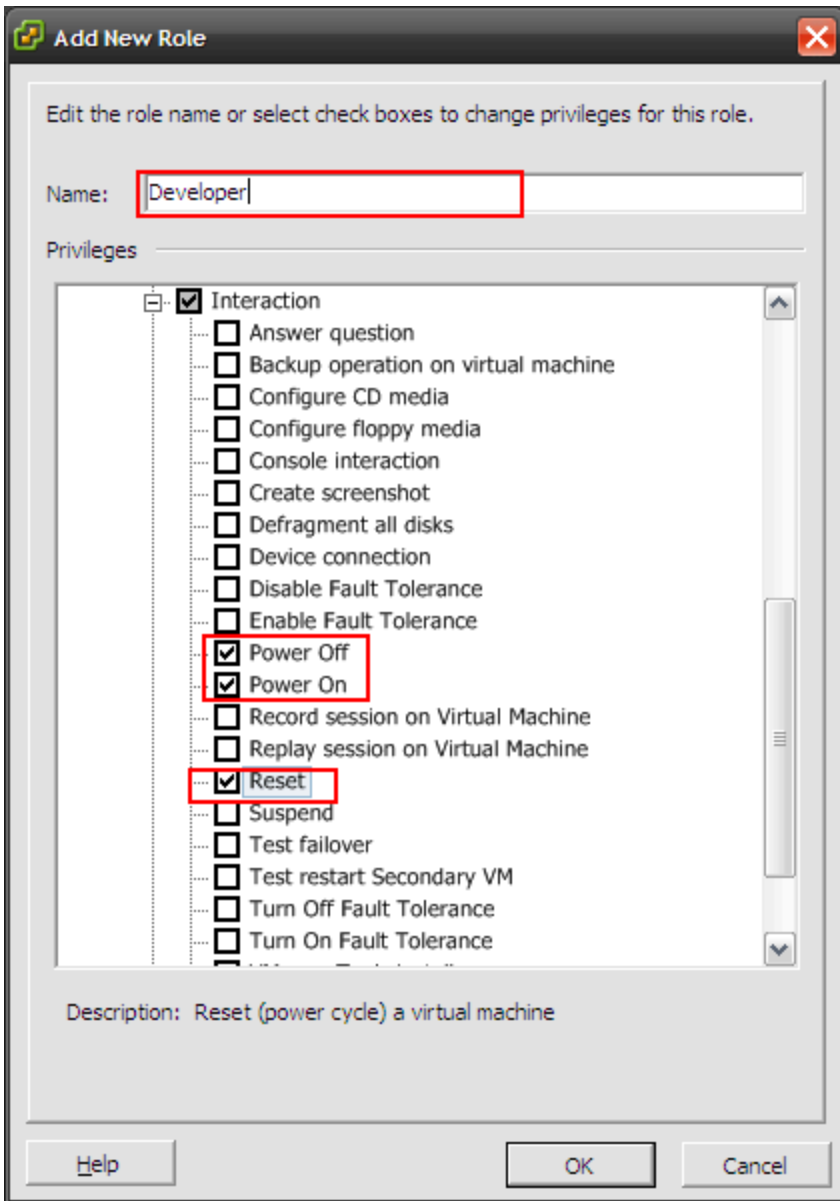 Add New Role
Edit the role name or select check boxes to change privileges for this role.
Name: Developer
Privileges
Interaction
Answer question
Backup operation on virtual machine
Configure CD media
Configure floppy media
Console interaction
Create screenshot
Defragment all disks
Device connection
Disable Fault Tolerance
Enable Fault Tolerance
Power Off
Power On
Record session on Virtual Machine
Replay session on Virtual Machine
Reset
Suspend
Test failover
Test restart Secondary VM
Turn Off Fault Tolerance
Turn On Fault Tolerance
Description: Reset (power cycle) a virtual machine
Help OK Cancel